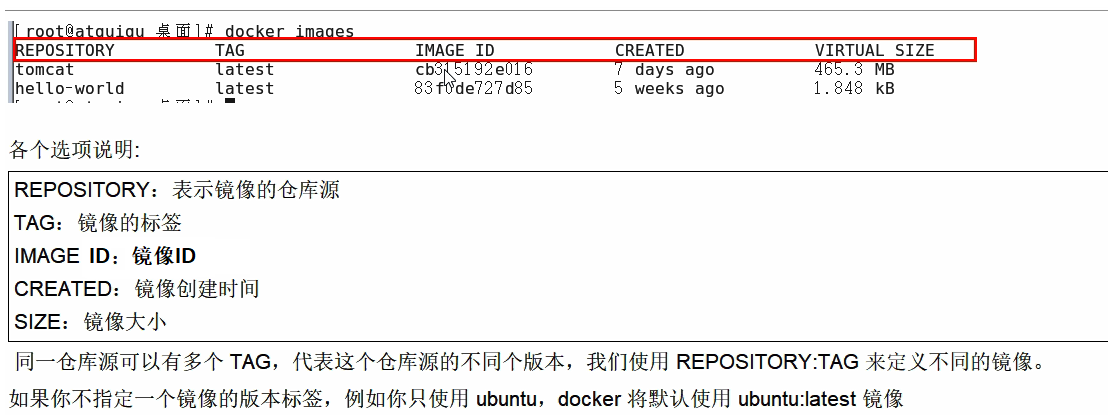 [root@atguigu 桌面]# docker images
REPOSITORY TAG IMAGE ID CREATED VIRTUAL SIZE
tomcat latest cb315192e016 7 days ago 465.3 MB
hello-world latest 83f0de727d85 5 weeks ago 1.848 kB
各个选项说明:
REPOSITORY：表示镜像的仓库源
TAG：镜像的标签
IMAGE ID：镜像ID
CREATED：镜像创建时间
SIZE：镜像大小
同一仓库源可以有多个 TAG，代表这个仓库源的不同个版本，我们使用 REPOSITORY:TAG 来定义不同的镜像。
如果你不指定一个镜像的版本标签，例如你只使用 ubuntu，docker 将默认使用 ubuntu:latest 镜像